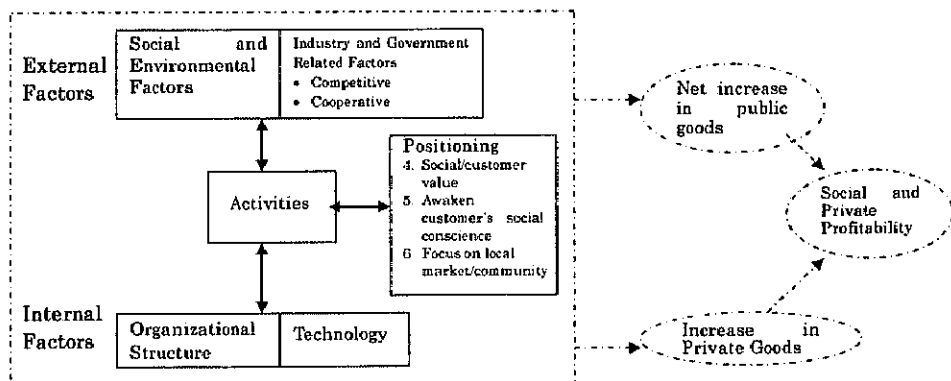 External
Factors
Social and
Environmental
Factors
Industry and Government
Related Factors
• Competitive
• Cooperative
Net increase
in public
goods
Positioning
4. Social/customer
value
5. Awaken
customer's social
conscience
6 Focus on local
market/community
Activities
Social and
Private
Profitability
Internal
Factors
Organizational
Structure
Technology
Increase in
Private Goods